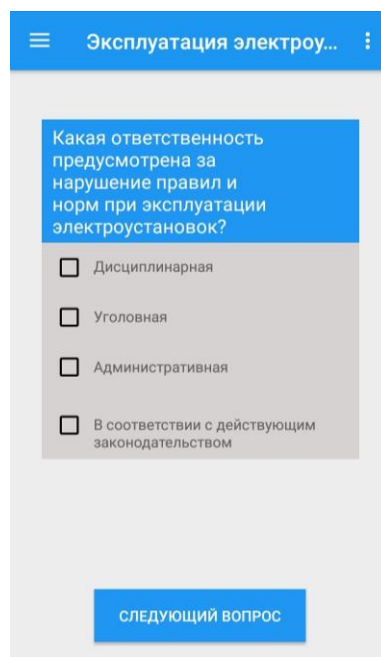 Эксплуатация электроу...
Какая ответственность
предусмотрена за
нарушение правил и
норм при эксплуатации
электроустановок?
Дисциплинарная
Уголовная
Административная
В соответствии с действующим
законодательством
СЛЕДУЮЩИЙ ВОПРОС